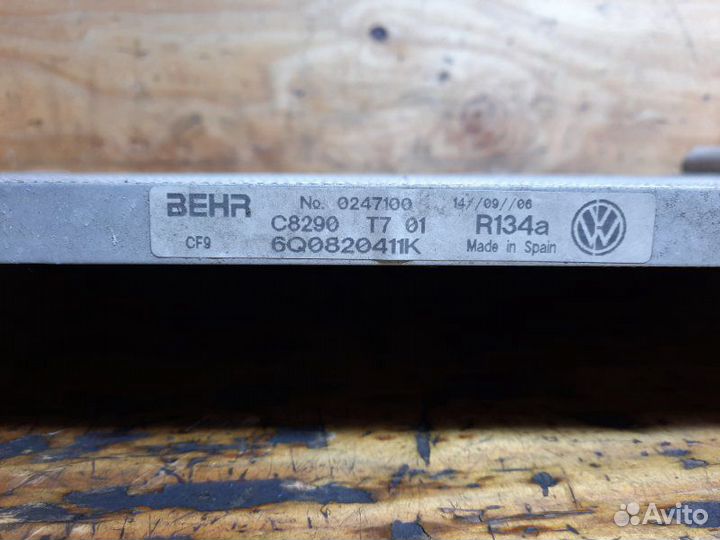 BEHR No. 0247100 14//09//06
C8290 T7 01 R134a
CF9 6Q0820411K Made in Spain
Avito